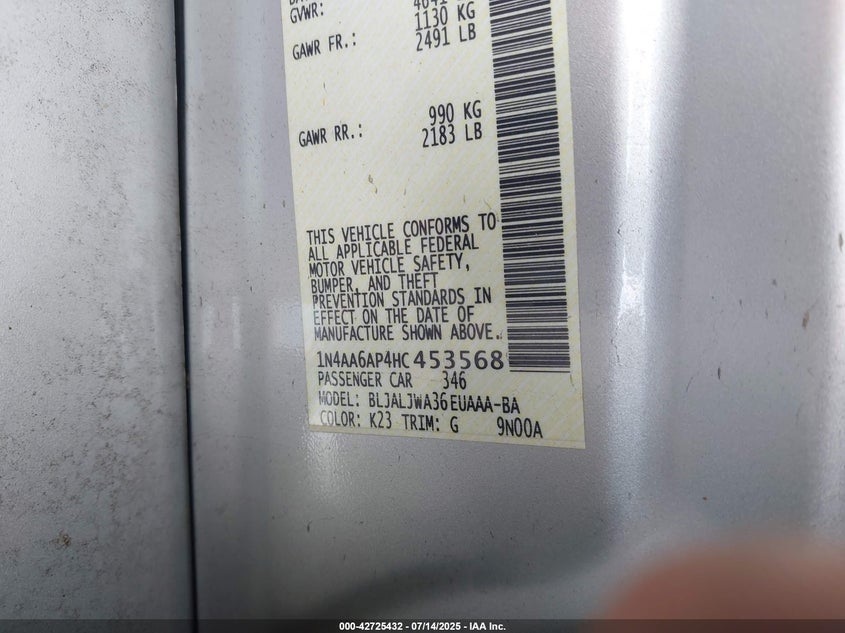 GVWR:
1130 KG
GAWR FR.: 2491 LB
990 KG
GAWR RR.: 2183 LB
THIS VEHICLE CONFORMS TO
ALL APPLICABLE FEDERAL
MOTOR VEHICLE SAFETY,
BUMPER, AND THEFT
PREVENTION STANDARDS IN
EFFECT ON THE DATE OF
MANUFACTURE SHOWN ABOVE.
1N4AA6AP4HC453568
PASSENGER CAR 346
MODEL: BLJALJWA36EUAAA-BA
COLOR: K23 TRIM: G 9N00A
000-42725432 - 07/14/2025 - IAA Inc.